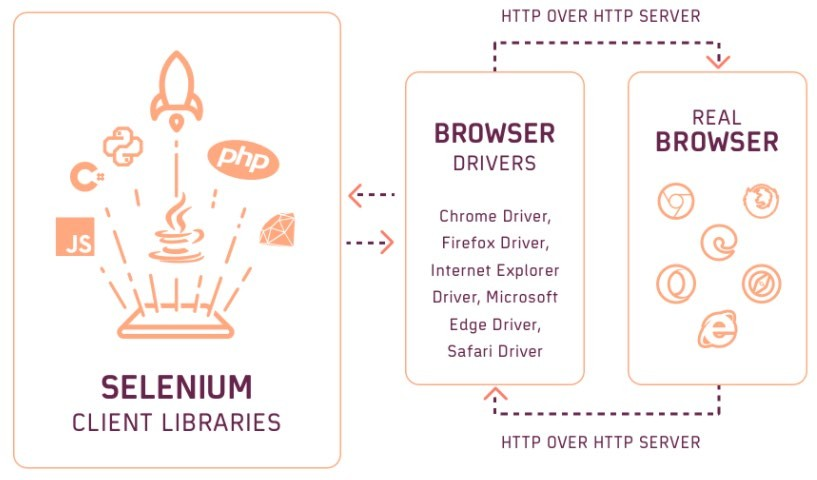 HTTP OVER HTTP SERVER
C#
php
JS
SELENIUM
CLIENT LIBRARIES
BROWSER
DRIVERS
Chrome Driver,
Firefox Driver,
Internet Explorer
Driver, Microsoft
Edge Driver,
Safari Driver
REAL
BROWSER
HTTP OVER HTTP SERVER